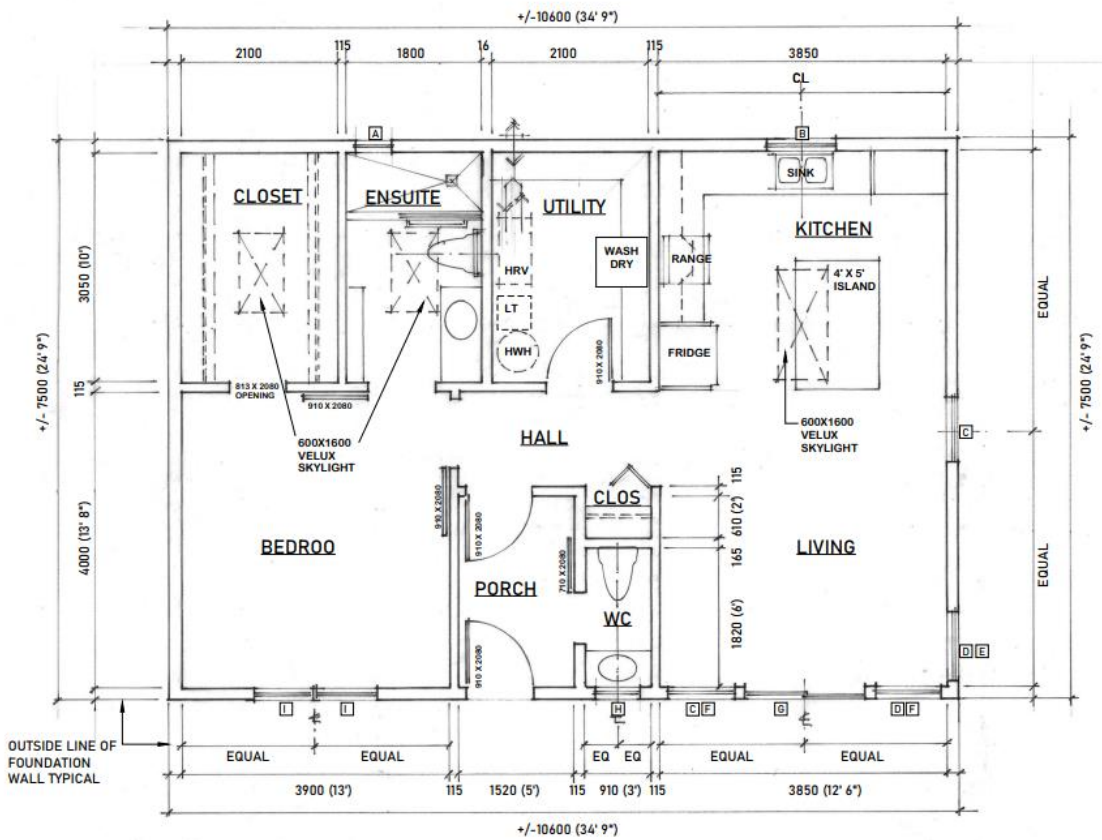 +/-10600 (34' 9")
2100
115
1800
16
2100
115
3850
CL
A
B
CLOSET
ENSUITE
UTILITY
SINK
KITCHEN
WASH
DRY
RANGE
4' X 5'
ISLAND
HRV
LT
HWH
FRIDGE
30550 (10')
115
4000 (13' 8")
+/- 7500 (24' 9")
EQUAL
EQUAL
+/- 7500 (24' 9")
813 X 2080
OPENING
910 X 2080
910 X 2080
600X1600
VELUX
SKYLIGHT
HALL
600X1600
VELUX
SKYLIGHT
C
910 X 2080
910 X 2080
CLOS
115
610 (2')
165
1820 (6')
BEDROO
PORCH
710 X 2080
WC
LIVING
910 X 2080
D E
I
I
H
C F
G
D F
OUTSIDE LINE OF
FOUNDATION
WALL TYPICAL
EQUAL
EQUAL
EQ
EQ
EQUAL
EQUAL
3900 (13')
115
1520 (5')
115
910 (3')
115
3850 (12' 6")
+/-10600 (34' 9")